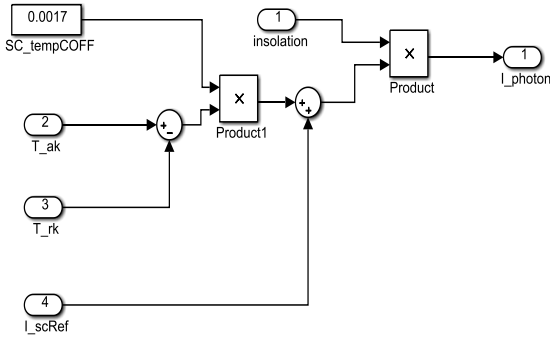 0.0017
SC_tempCOFF
1
insolation
×
Product
1
I_photon
×
Product1
+
-
+
+
2
T_ak
3
T_rk
4
I_scRef